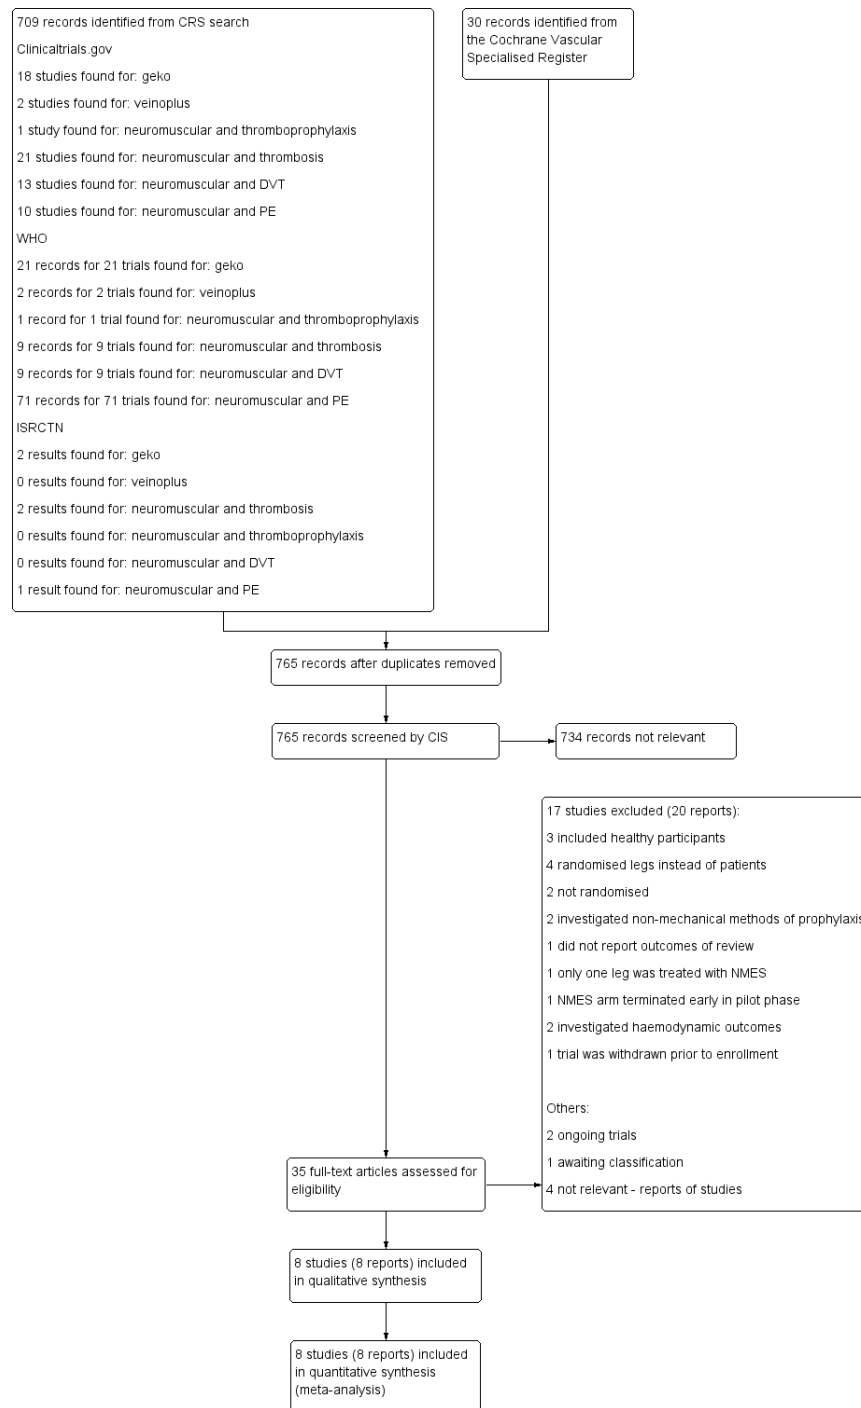 709 records identified from CRS search
Clinicaltrials.gov
18 studies found for: geko
2 studies found for: veinoplus
1 study found for: neuromuscular and thromboprophylaxis
21 studies found for: neuromuscular and thrombosis
13 studies found for: neuromuscular and DVT
10 studies found for: neuromuscular and PE
WHO
21 records for 21 trials found for: geko
2 records for 2 trials found for: veinoplus
1 record for 1 trial found for: neuromuscular and thromboprophylaxis
9 records for 9 trials found for: neuromuscular and thrombosis
9 records for 9 trials found for: neuromuscular and DVT
71 records for 71 trials found for: neuromuscular and PE
ISRCTN
2 results found for: geko
0 results found for: veinoplus
2 results found for: neuromuscular and thrombosis
0 results found for: neuromuscular and thromboprophylaxis
0 results found for: neuromuscular and DVT
1 result found for: neuromuscular and PE
30 records identified from
the Cochrane Vascular
Specialised Register
765 records after duplicates removed
765 records screened by CIS
734 records not relevant
17 studies excluded (20 reports):
3 included healthy participants
4 randomised legs instead of patients
2 not randomised
2 investigated non-mechanical methods of prophylaxis
1 did not report outcomes of review
1 only one leg was treated with NMES
1 NMES arm terminated early in pilot phase
2 investigated haemodynamic outcomes
1 trial was withdrawn prior to enrollment
Others:
2 ongoing trials
1 awaiting classification
4 not relevant - reports of studies
35 full-text articles assessed for
eligibility
8 studies (8 reports) included
in qualitative synthesis
8 studies (8 reports) included
in quantitative synthesis
(meta-analysis)